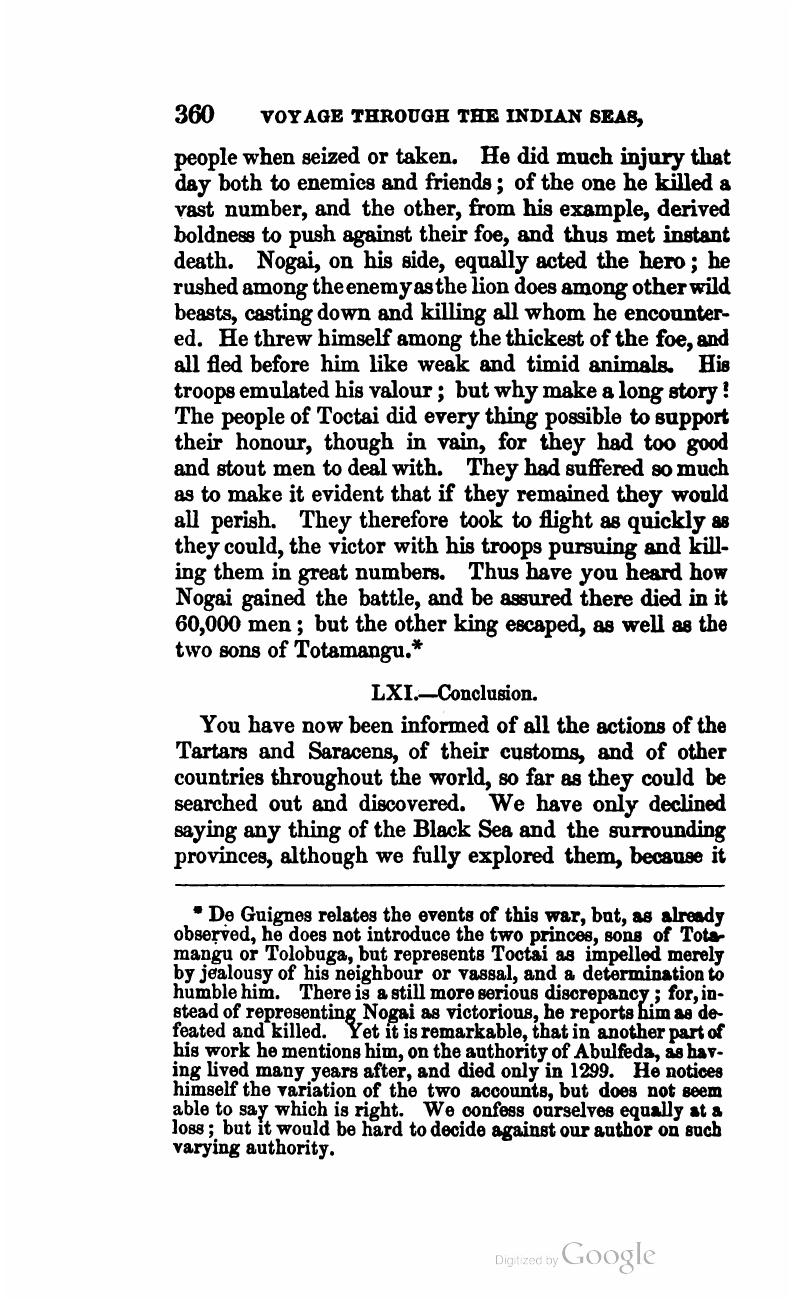 360 VOYAGE THROUGH THE INDIAN SEAS,
people when seized or taken. He did much injury that
day both to enemies and friends; of the one he killed a
vast number, and the other, from his example, derived
boldness to push against their foe, and thus met instant
death. Nogai, on his side, equally acted the hero; he
rushed among the enemy as the lion does among other wild
beasts, casting down and killing all whom he encounter-
ed. He threw himself among the thickest of the foe, and
all fled before him like weak and timid animals. His
troops emulated his valour; but why make a long story!
The people of Toctai did every thing possible to support
their honour, though in vain, for they had too good
and stout men to deal with. They had suffered so much
as to make it evident that if they remained they would
all perish. They therefore took to flight as quickly as
they could, the victor with his troops pursuing and kill-
ing them in great numbers. Thus have you heard how
Nogai gained the battle, and be assured there died in it
60,000 men; but the other king escaped, as well as the
two sons of Totamangu.*
LXI.—Conclusion.
You have now been informed of all the actions of the
Tartars and Saracens, of their customs, and of other
countries throughout the world, so far as they could be
searched out and discovered. We have only declined
saying any thing of the Black Sea and the surrounding
provinces, although we fully explored them, because it
* De Guignes relates the events of this war, but, as already
observed, he does not introduce the two princes, sons of Tota-
mangu or Tolobuga, but represents Toctai as impelled merely
by jealousy of his neighbour or vassal, and a determination to
humble him. There is a still more serious discrepancy; for, in-
stead of representing Nogai as victorious, he reports him as de-
feated and killed. Yet it is remarkable, that in another part of
his work he mentions him, on the authority of Abulfeda, as hav-
ing lived many years after, and died only in 1299. He notices
himself the variation of the two accounts, but does not seem
able to say which is right. We confess ourselves equally at a
loss; but it would be hard to decide against our author on such
varying authority.
Digitized by Google